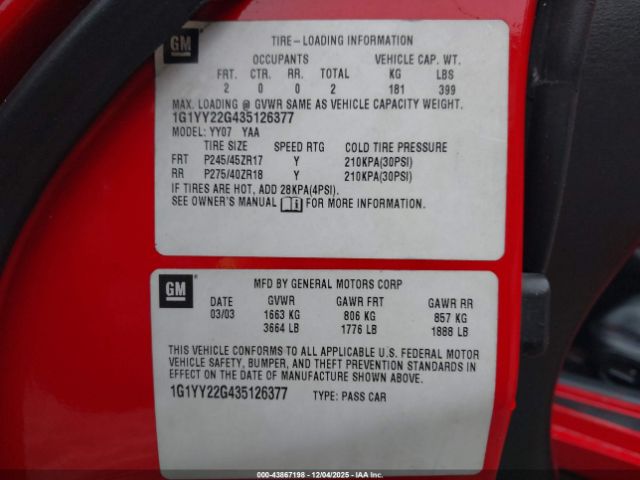 GM
TIRE-LOADING INFORMATION
OCCUPANTS VEHICLE CAP. WT.
FRT. CTR. RR. TOTAL KG LBS
2 0 0 2 181 399
MAX. LOADING @ GVWR SAME AS VEHICLE CAPACITY WEIGHT.
1G1YY22G435126377
MODEL: YY07 YAA
TIRE SIZE SPEED RTG COLD TIRE PRESSURE
FRT P245/45ZR17 Y 210KPA(30PSI)
RR P275/40ZR18 Y 210KPA(30PSI)
IF TIRES ARE HOT, ADD 28KPA(4PSI).
SEE OWNER'S MANUAL FOR MORE INFORMATION.
GM
MFD BY GENERAL MOTORS CORP
DATE GVWR GAWR FRT GAWR RR
03/03 1663 KG 806 KG 857 KG
3664 LB 1776 LB 1888 LB
THIS VEHICLE CONFORMS TO ALL APPLICABLE U.S. FEDERAL MOTOR
VEHICLE SAFETY, BUMPER, AND THEFT PREVENTION STANDARDS
IN EFFECT ON THE DATE OF MANUFACTURE SHOWN ABOVE.
1G1YY22G435126377 TYPE: PASS CAR
000-43867198 - 12/04/2025 - IAA Inc.